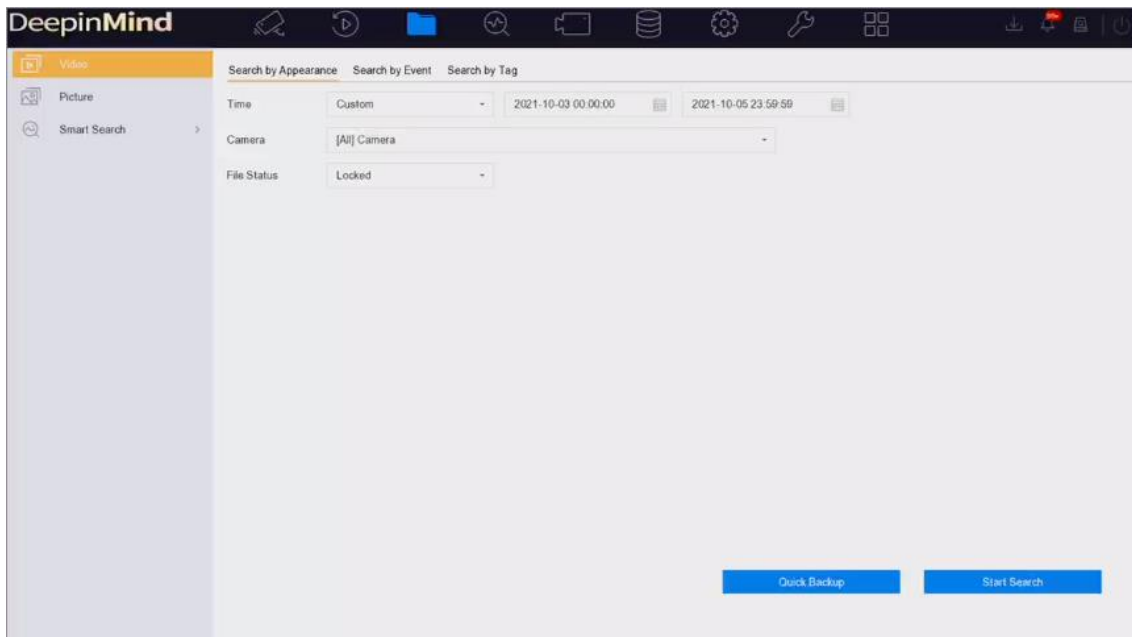 DeepinMind
Video
Picture
Smart Search
Search by Appearance Search by Event Search by Tag
Time Custom 2021-10-03 00:00:00 2021-10-05 23:59:59
Camera [All] Camera
File Status Locked
Quick Backup Start Search